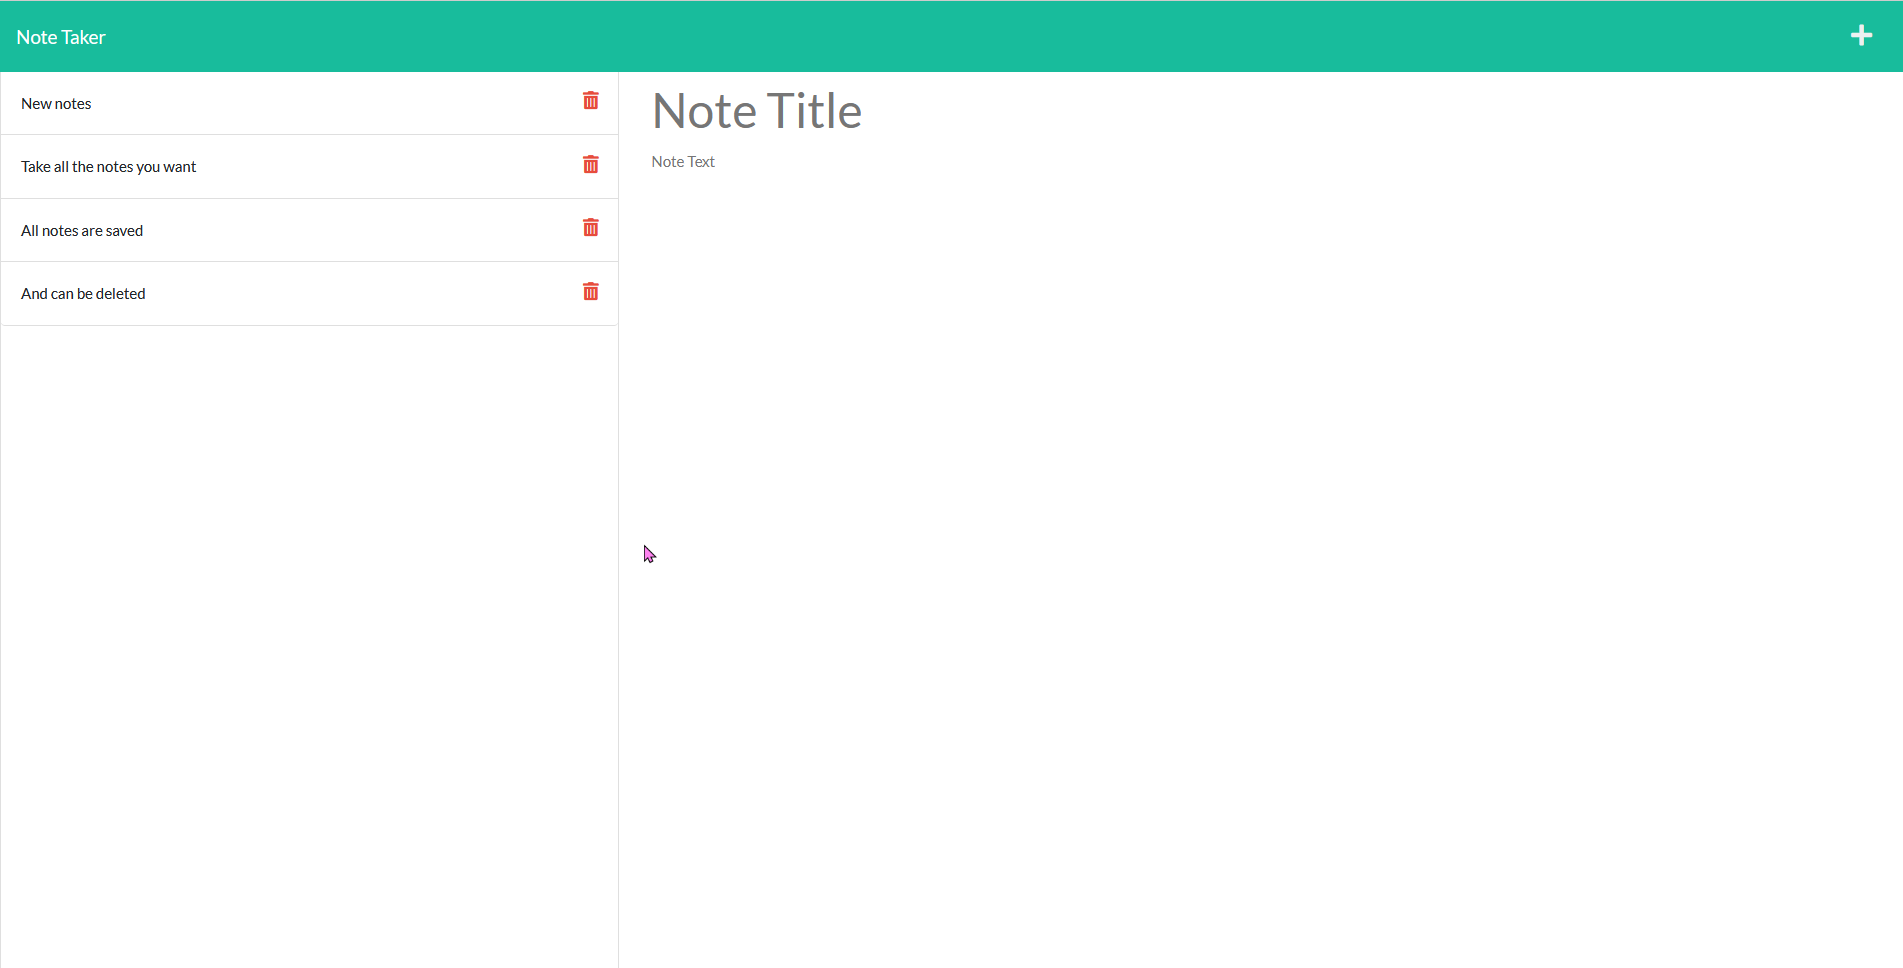 Note Taker
New notes
Take all the notes you want
All notes are saved
And can be deleted
Note Title
Note Text